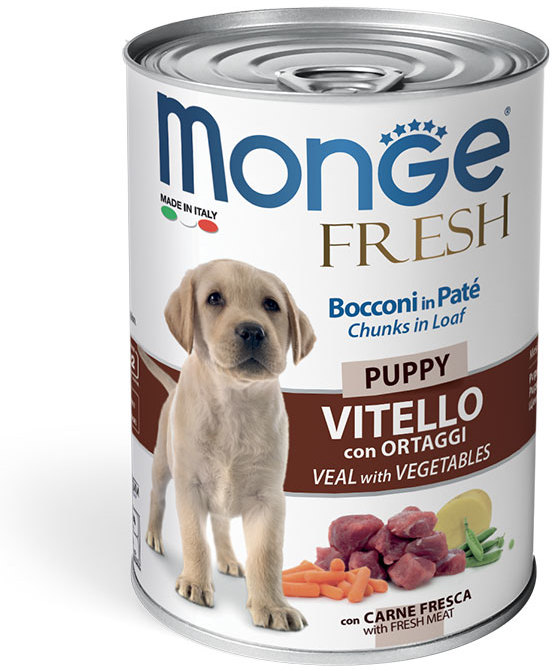 monGe®
MADE IN ITALY
FRESH
Bocconi in Paté
Chunks in Loaf
PUPPY
VITELLO
con ORTAGGI
VEAL with VEGETABLES
con CARNE FRESCA
with FRESH MEAT